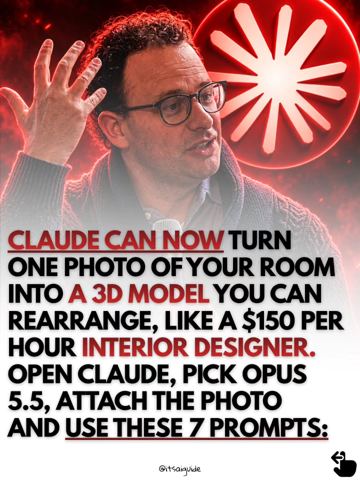 CLAUDE CAN NOW TURN
ONE PHOTO OF YOUR ROOM
INTO A 3D MODEL YOU CAN
REARRANGE, LIKE A $150 PER
HOUR INTERIOR DESIGNER.
OPEN CLAUDE, PICK OPUS
5.5, ATTACH THE PHOTO
AND USE THESE 7 PROMPTS:
@itsaiguide